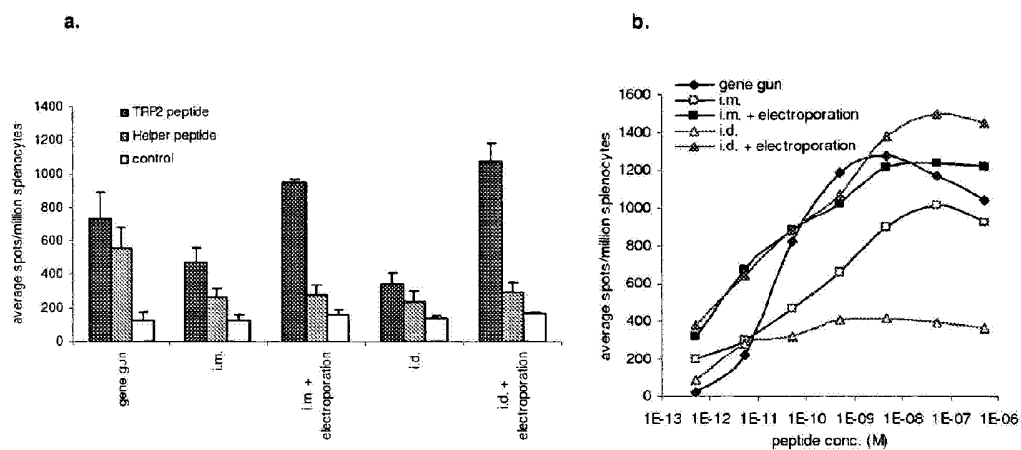 a.
average spots/million splenocytes
1400
1200
1000
800
600
400
200
0
TRP2 peptide
Helper peptide
control
gene gun
i.m.
i.m +
electroporation
i.d.
i.d. +
electroporation
b.
average spots/million splenocytes
1600
1400
1200
1000
800
600
400
200
0
gene gun
i.m.
i.m. + electroporation
i.d.
i.d. + electroporation
1E-13 1E-12 1E-11 1E-10 1E-09 1E-08 1E-07 1E-06
peptide conc. (M)